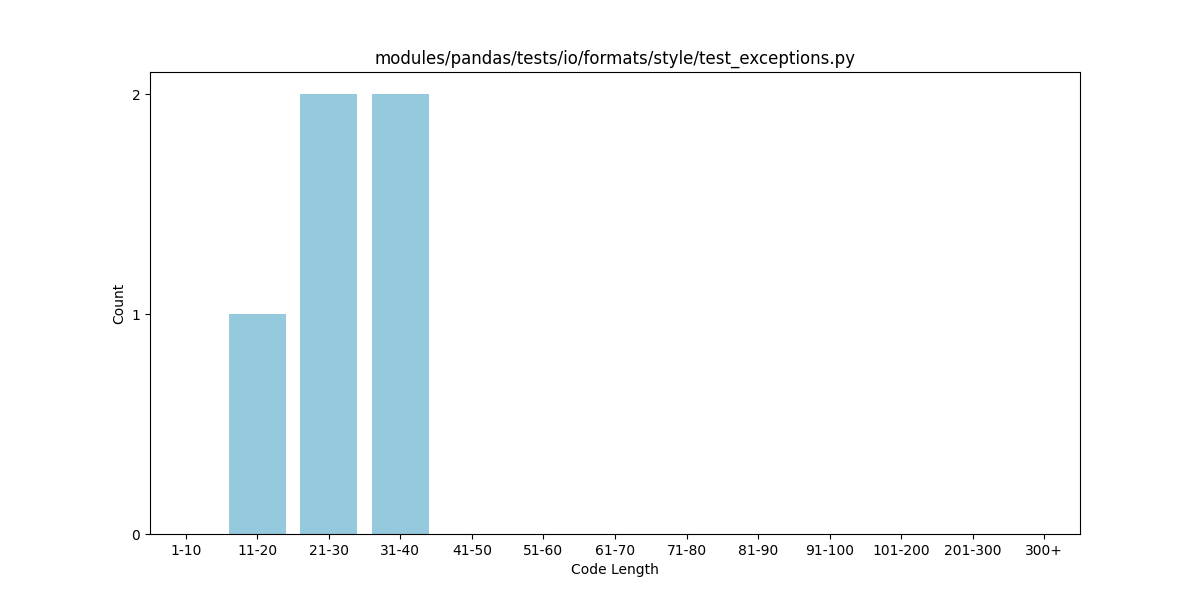 modules/pandas/tests/io/formats/style/test_exceptions.py
2
1
0
Count
1-10 11-20 21-30 31-40 41-50 51-60 61-70 71-80 81-90 91-100 101-200 201-300 300+
Code Length